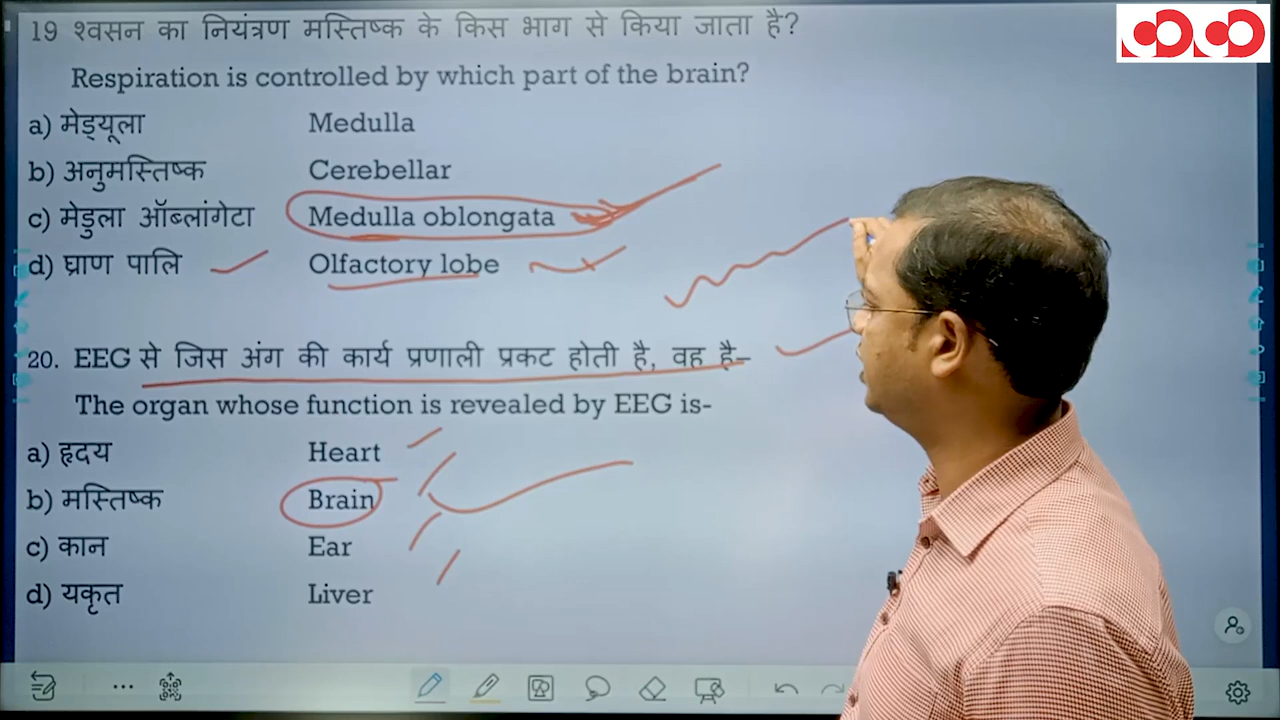 19 श्वसन का नियंत्रण मस्तिष्क के किस भाग से किया जाता है?
Respiration is controlled by which part of the brain?
a) मेड्यूला Medulla
b) अनुमस्तिष्क Cerebellar
c) मेडुला ऑब्लांगेटा Medulla oblongata
d) घ्राण पालि Olfactory lobe
20. EEG से जिस अंग की कार्य प्रणाली प्रकट होती है, वह है–
The organ whose function is revealed by EEG is-
a) हृदय Heart
b) मस्तिष्क Brain
c) कान Ear
d) यकृत Liver